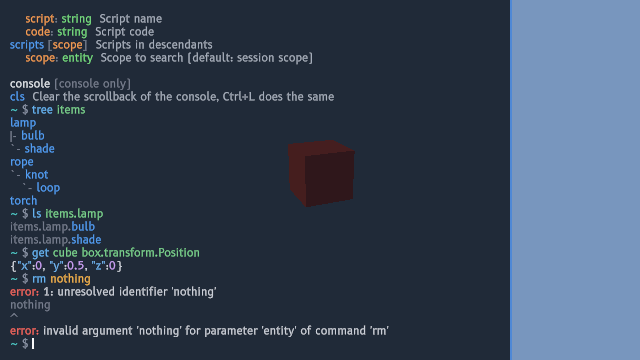 script: string  Script name
code: string  Script code
scripts [scope]  Scripts in descendants
scope: entity  Scope to search [default: session scope]
console [console only]
cls  Clear the scrollback of the console, Ctrl+L does the same
~ $ tree items
lamp
|- bulb
`- shade
rope
`- knot
`- loop
torch
~ $ ls items.lamp
items.lamp.bulb
items.lamp.shade
~ $ get cube box.transform.Position
{"x":0, "y":0.5, "z":0}
~ $ rm nothing
error: 1: unresolved identifier 'nothing'
nothing
^
error: invalid argument 'nothing' for parameter 'entity' of command 'rm'
~ $